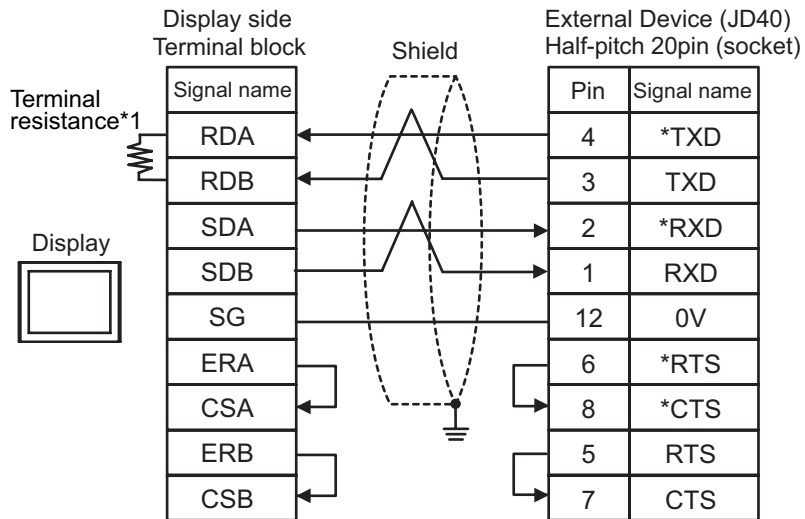 Display side
Terminal block
Shield
External Device (JD40)
Half-pitch 20pin (socket)
Terminal
resistance*1
Display
Signal name
RDA
RDB
SDA
SDB
SG
ERA
CSA
ERB
CSB
Pin Signal name
4 *TXD
3 TXD
2 *RXD
1 RXD
12 0V
6 *RTS
8 *CTS
5 RTS
7 CTS